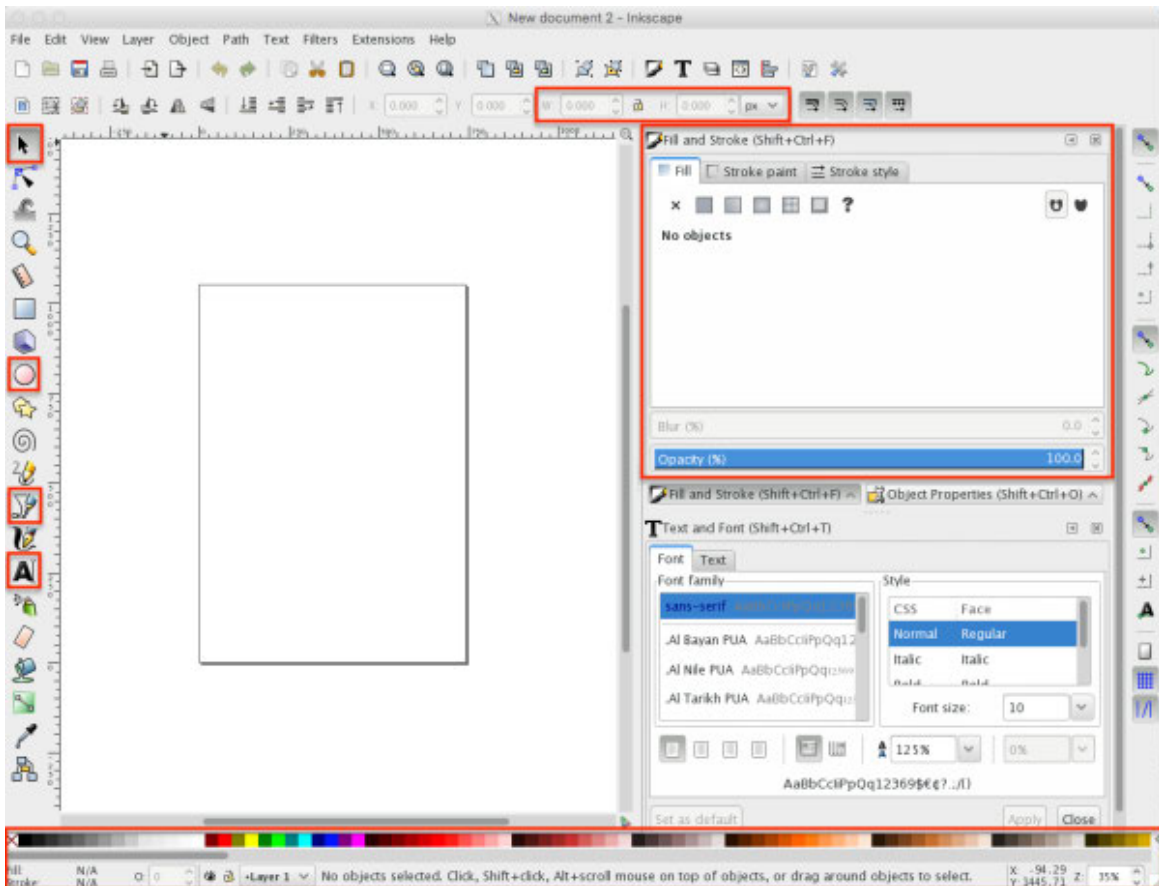 New document 2 - Inkscape
File Edit View Layer Object Path Text Filters Extensions Help
X 0.000 Y 0.000 W: 0.000 H: 0.000 px
Fill and Stroke (Shift+Ctrl+F)
Fill Stroke paint Stroke style
?
No objects
Blur (%) 0.0
Opacity (%) 100.0
Fill and Stroke (Shift+Ctrl+F) Object Properties (Shift+Ctrl+O)
Text and Font (Shift+Ctrl+T)
Font Text
Font family Style
sans-serif
CSS Face
.Al Bayan PUA AaBbCcIiPpQq12
Normal Regular
Italic Italic
.Al Nile PUA AaBbCcIiPpQq
Bold Bold
.Al Tarikh PUA AaBbCcIiPpQq
Font size: 10
125% 0%
AaBbCcIiPpQq12369$€¢?.;/()
Set as default Apply Close
Fill: N/A
Stroke: N/A
O: 0 Layer 1 No objects selected. Click, Shift+click, Alt+scroll mouse on top of objects, or drag around objects to select.
X: -94.29
Y: 3445.71
Z: 35%